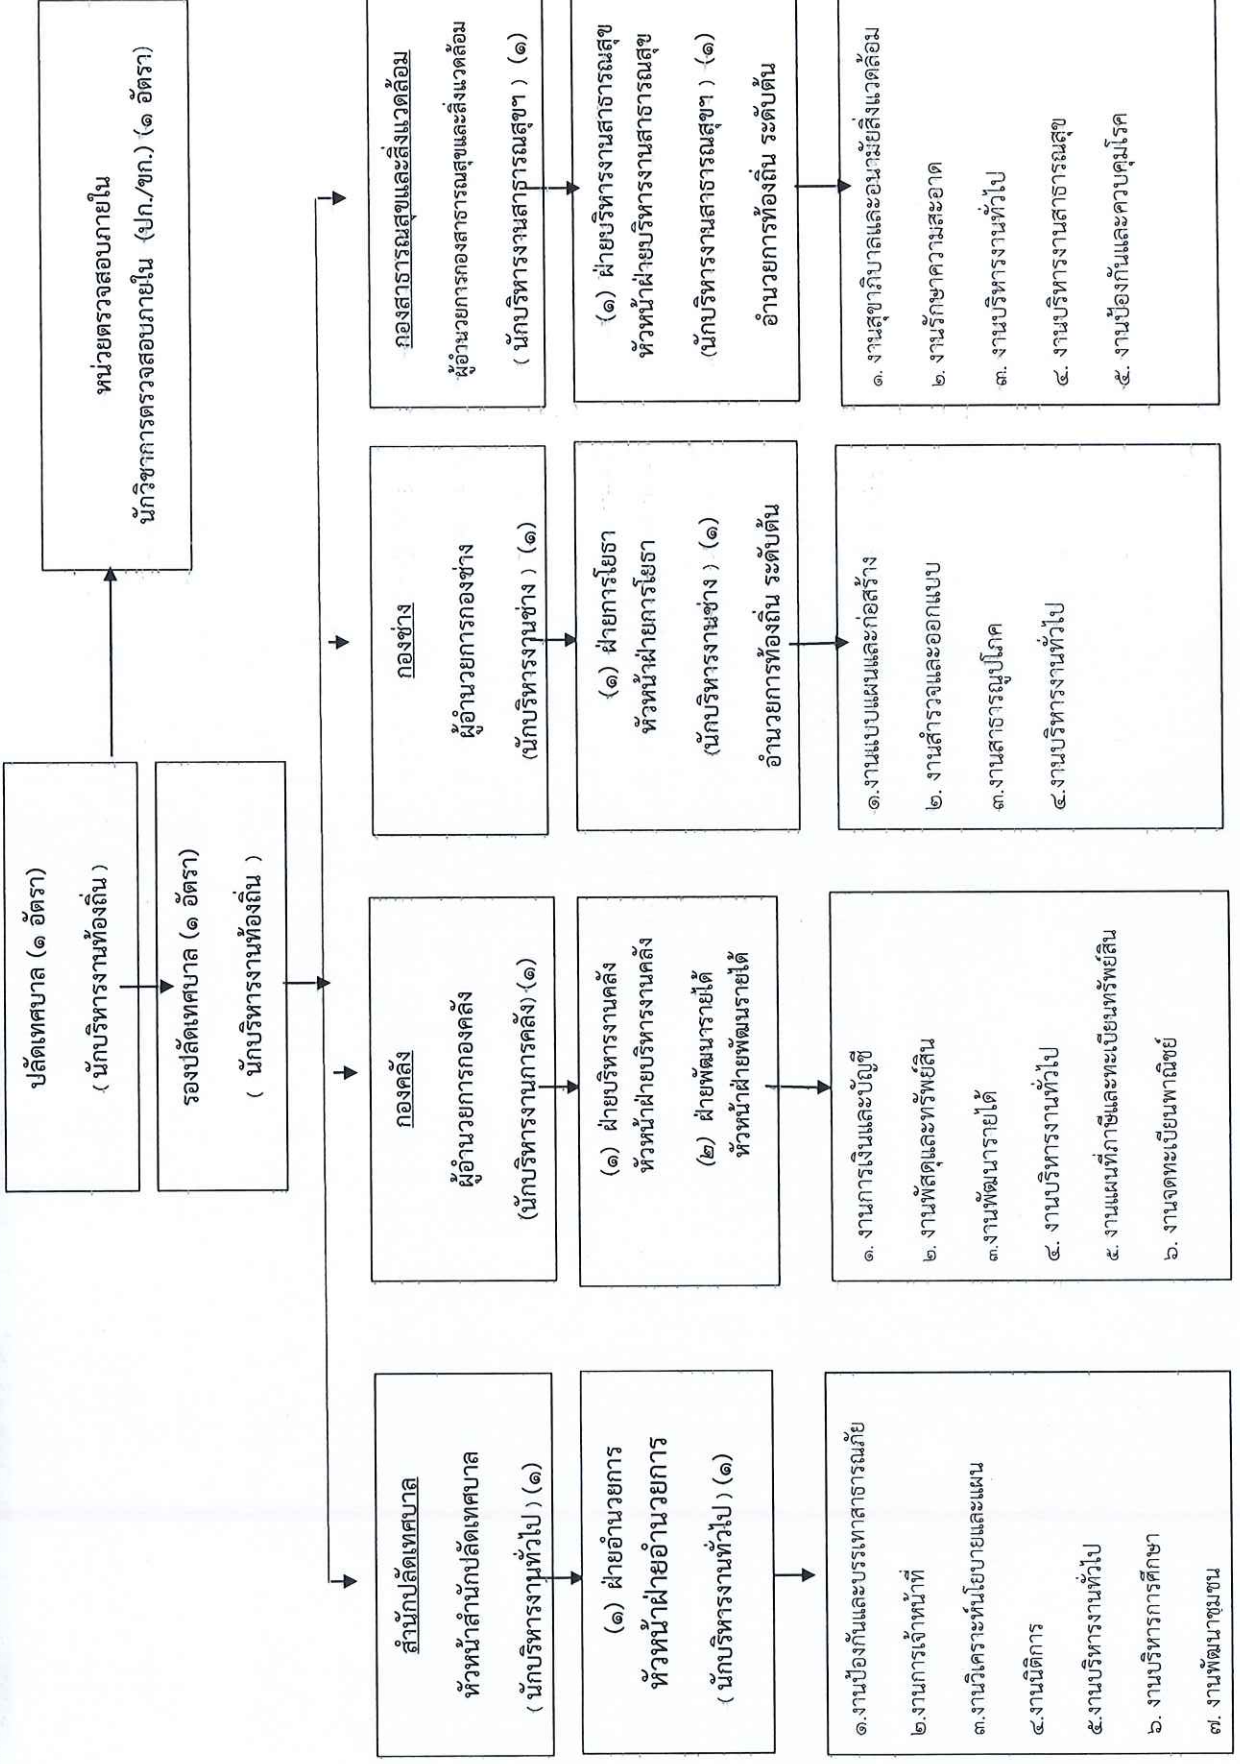 ปลัดเทศบาล (๑ อัตรา)
( นักบริหารงานท้องถิ่น )
รองปลัดเทศบาล (๑ อัตรา)
( นักบริหารงานท้องถิ่น )
หน่วยตรวจสอบภายใน
นักวิชาการตรวจสอบภายใน (ปก./ชก.) (๑ อัตรา)
สำนักปลัดเทศบาล
หัวหน้าสำนักปลัดเทศบาล
( นักบริหารงานทั่วไป ) (๑)
(๑) ฝ่ายอำนวยการ
หัวหน้าฝ่ายอำนวยการ
( นักบริหารงานทั่วไป ) (๑)
๑.งานป้องกันและบรรเทาสาธารณภัย
๒.งานการเจ้าหน้าที่
๓.งานวิเคราะห์นโยบายและแผน
๔.งานนิติการ
๕.งานบริหารงานทั่วไป
๖. งานบริหารการศึกษา
๗. งานพัฒนาชุมชน
กองคลัง
ผู้อำนวยการกองคลัง
(นักบริหารงานการคลัง) (๑)
(๑) ฝ่ายบริหารงานคลัง
หัวหน้าฝ่ายบริหารงานคลัง
(๒) ฝ่ายพัฒนารายได้
หัวหน้าฝ่ายพัฒนรายได้
๑. งานการเงินและบัญชี
๒. งานพัสดุและทรัพย์สิน
๓.งานพัฒนารายได้
๔. งานบริหารงานทั่วไป
๕. งานแผนที่ภาษีและทะเบียนทรัพย์สิน
๖. งานจดทะเบียนพาณิชย์
กองช่าง
ผู้อำนวยการกองช่าง
(นักบริหารงานช่าง ) (๑)
(๑) ฝ่ายการโยธา
หัวหน้าฝ่ายการโยธา
(นักบริหารงานช่าง ) (๑)
อำนวยการท้องถิ่น ระดับต้น
๑.งานแบบแผนและก่อสร้าง
๒. งานสำรวจและออกแบบ
๓.งานสาธารณูปโภค
๔.งานบริหารงานทั่วไป
กองสาธารณสุขและสิ่งแวดล้อม
ผู้อำนวยการกองสาธารณสุขและสิ่งแวดล้อม
( นักบริหารงานสาธารณสุขฯ ) (๑)
(๑) ฝ่ายบริหารงานสาธารณสุข
หัวหน้าฝ่ายบริหารงานสาธารณสุข
(นักบริหารงานสาธารณสุขฯ ) (๑)
อำนวยการท้องถิ่น ระดับต้น
๑. งานสุขาภิบาลและอนามัยสิ่งแวดล้อม
๒. งานรักษาความสะอาด
๓. งานบริหารงานทั่วไป
๔. งานบริหารงานสาธารณสุข
๕. งานป้องกันและควบคุมโรค